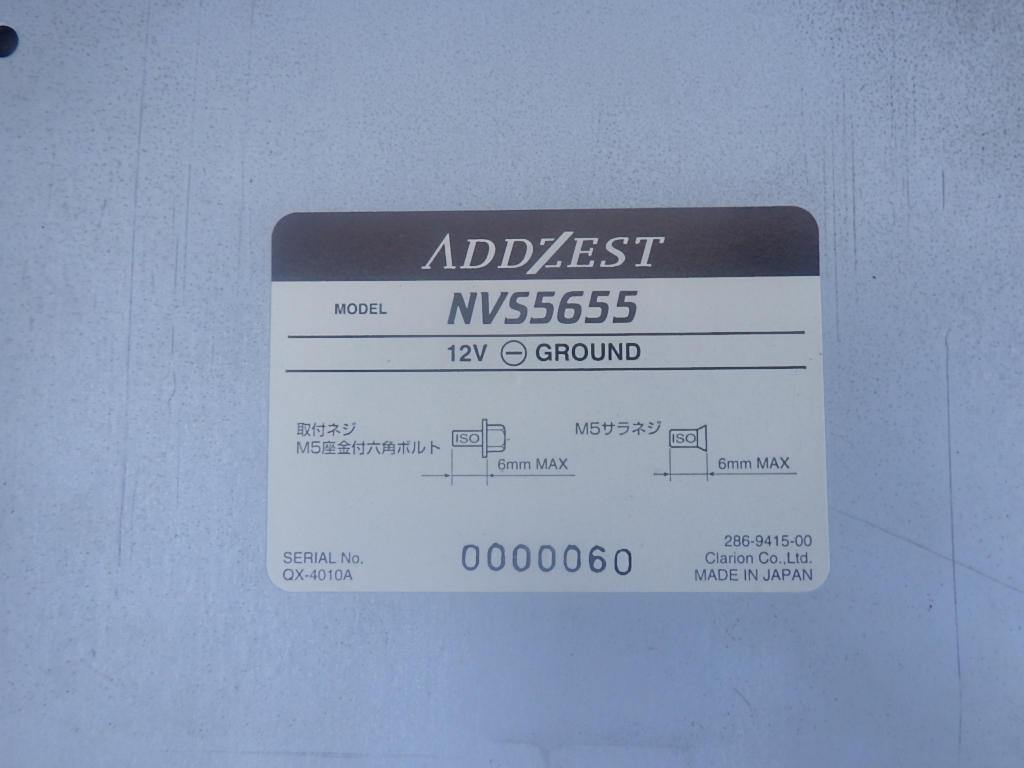 ADDZEST
MODEL NVS5655
12V ⊖ GROUND
取付ネジ
M5座金付六角ボルト
ISO
6mm MAX
M5サラネジ
ISO
6mm MAX
SERIAL No.
QX-4010A
0000060
286-9415-00
Clarion Co.,Ltd.
MADE IN JAPAN